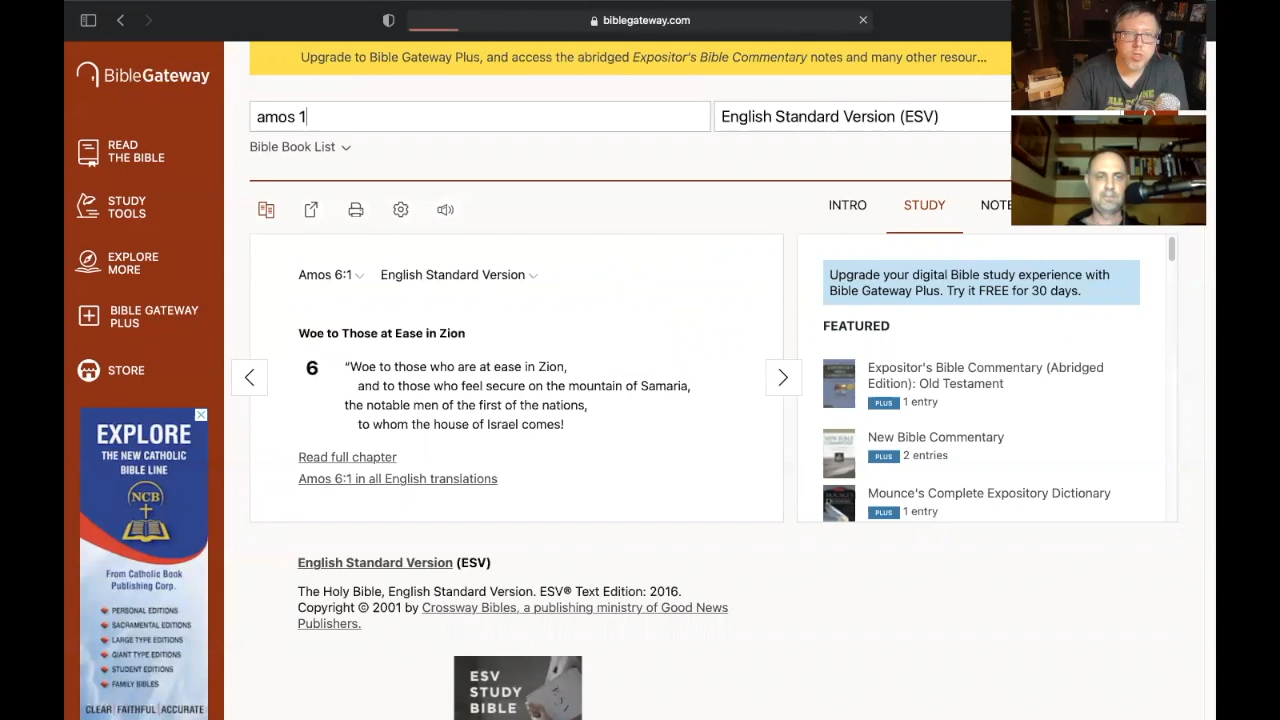 biblegateway.com
BibleGateway
READ
THE BIBLE
STUDY
TOOLS
EXPLORE
MORE
BIBLE GATEWAY
PLUS
STORE
EXPLORE
THE NEW CATHOLIC
BIBLE LINE
NCB
From Catholic Book
Publishing Corp.
PERSONAL EDITIONS
SACRAMENTAL EDITIONS
LARGE TYPE EDITIONS
GIANT TYPE EDITIONS
STUDENT EDITIONS
FAMILY BIBLES
CLEAR | FAITHFUL | ACCURATE
Upgrade to Bible Gateway Plus, and access the abridged Expositor's Bible Commentary notes and many other resour...
amos 1
English Standard Version (ESV)
Bible Book List
INTRO
STUDY
NOTE
Amos 6:1
English Standard Version
Woe to Those at Ease in Zion
6 “Woe to those who are at ease in Zion,
and to those who feel secure on the mountain of Samaria,
the notable men of the first of the nations,
to whom the house of Israel comes!
Read full chapter
Amos 6:1 in all English translations
Upgrade your digital Bible study experience with
Bible Gateway Plus. Try it FREE for 30 days.
FEATURED
Expositor's Bible Commentary (Abridged
Edition): Old Testament
PLUS 1 entry
New Bible Commentary
PLUS 2 entries
Mounce's Complete Expository Dictionary
PLUS 1 entry
English Standard Version (ESV)
The Holy Bible, English Standard Version. ESV® Text Edition: 2016.
Copyright © 2001 by Crossway Bibles, a publishing ministry of Good News
Publishers.
ESV
STUDY
BIBLE